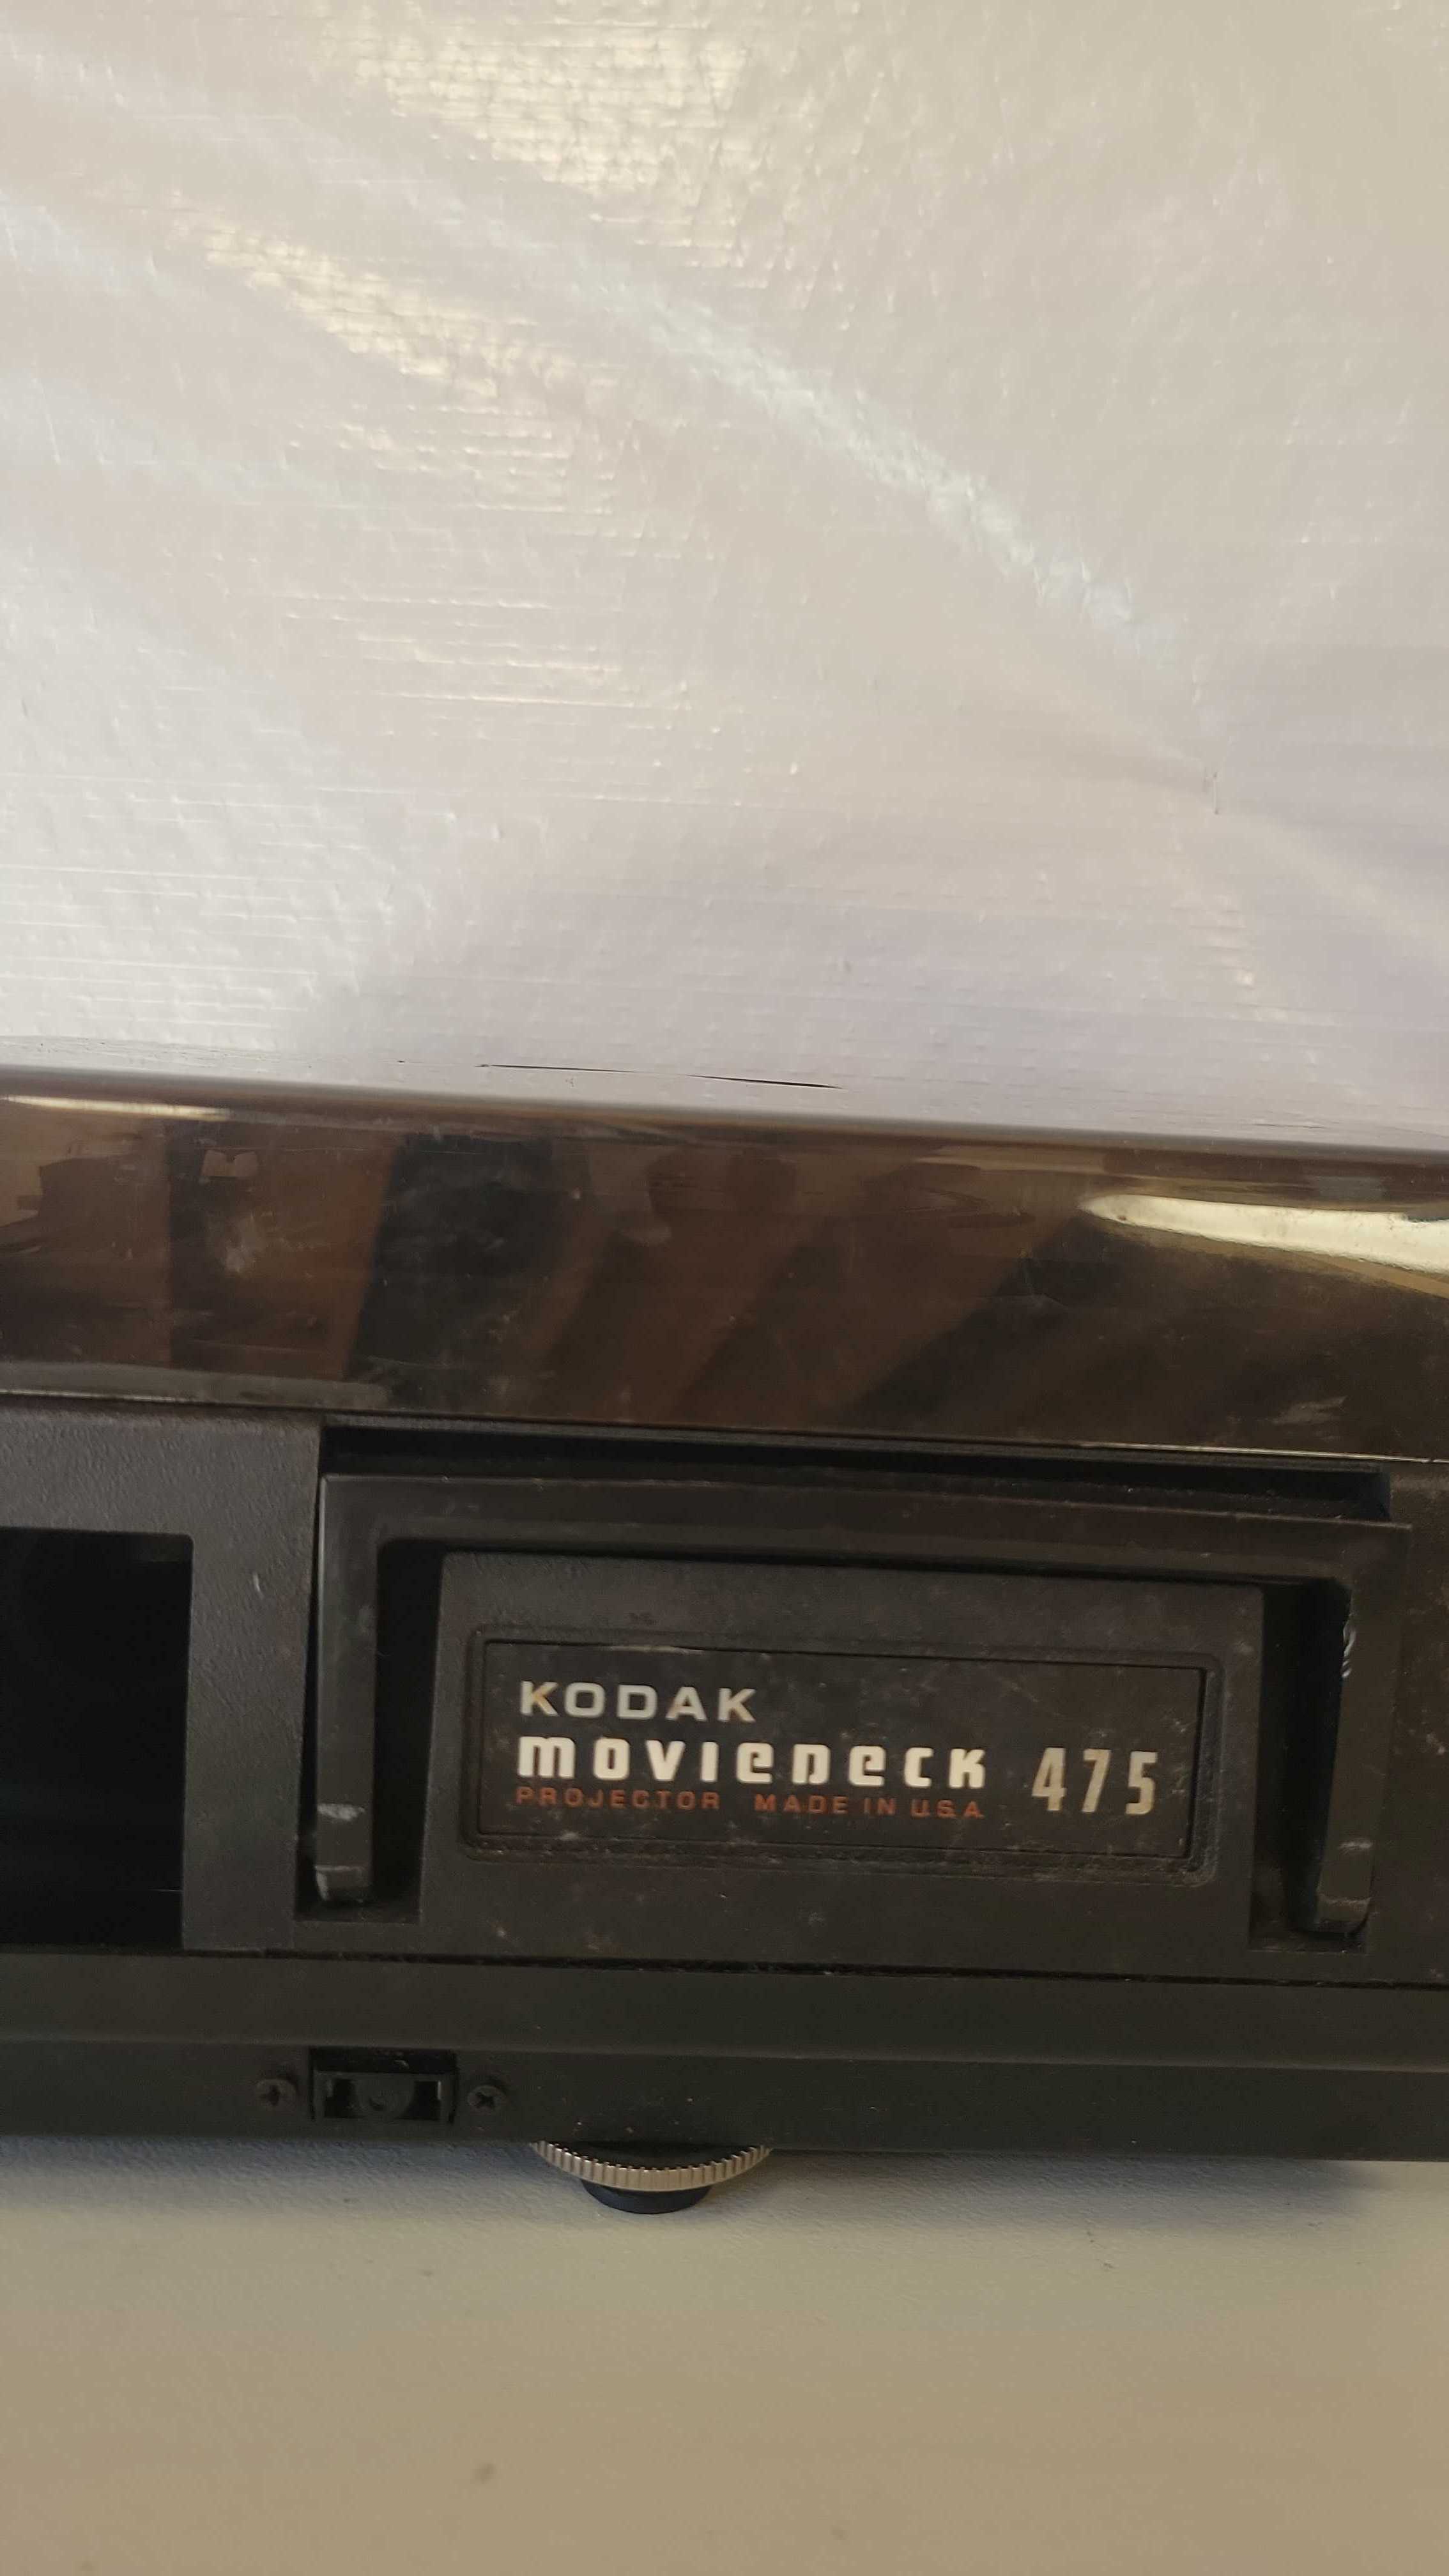 KODAK
moviedeck 475
PROJECTOR MADE IN U.S.A.